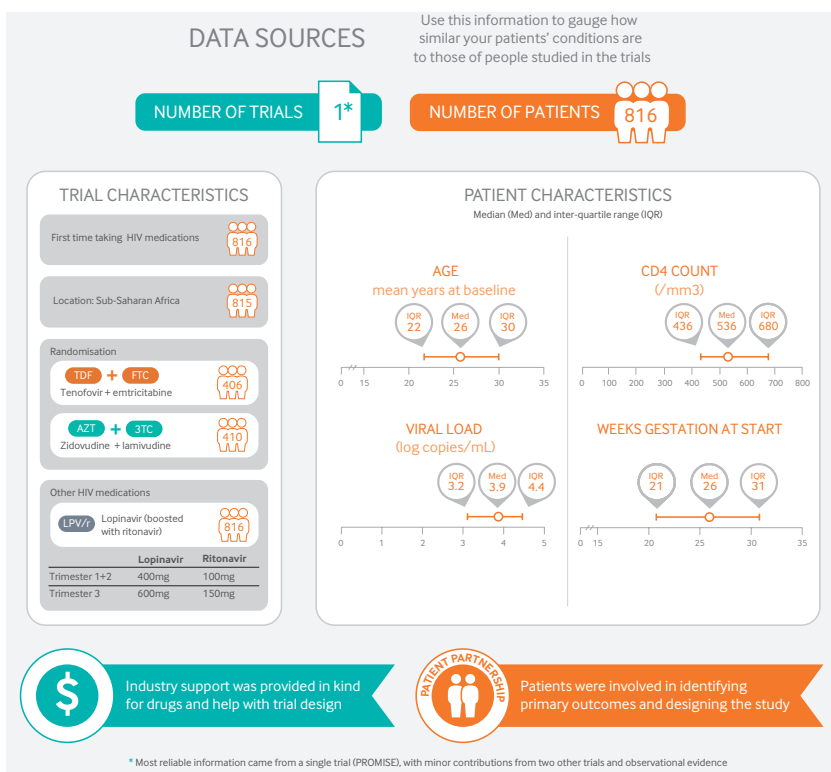 DATA SOURCES
Use this information to gauge how
similar your patients' conditions are
to those of people studied in the trials
NUMBER OF TRIALS 1*
NUMBER OF PATIENTS 816
TRIAL CHARACTERISTICS
First time taking HIV medications 816
Location: Sub-Saharan Africa 815
Randomisation
TDF + FTC 406
Tenofovir + emtricitabine
AZT + 3TC 410
Zidovudine + lamivudine
Other HIV medications
LPV/r Lopinavir (boosted
with ritonavir) 816
Lopinavir Ritonavir
Trimester 1+2 400mg 100mg
Trimester 3 600mg 150mg
PATIENT CHARACTERISTICS
Median (Med) and inter-quartile range (IQR)
AGE
mean years at baseline
IQR Med IQR
22 26 30
0 15 20 25 30 35
CD4 COUNT
(/mm3)
IQR Med IQR
436 536 680
0 100 200 300 400 500 600 700 800
VIRAL LOAD
(log copies/mL)
IQR Med IQR
3.2 3.9 4.4
0 1 2 3 4 5
WEEKS GESTATION AT START
IQR Med IQR
21 26 31
0 15 20 25 30 35
$
Industry support was provided in kind
for drugs and help with trial design
PATIENT PARTNERSHIP
Patients were involved in identifying
primary outcomes and designing the study
* Most reliable information came from a single trial (PROMISE), with minor contributions from two other trials and observational evidence